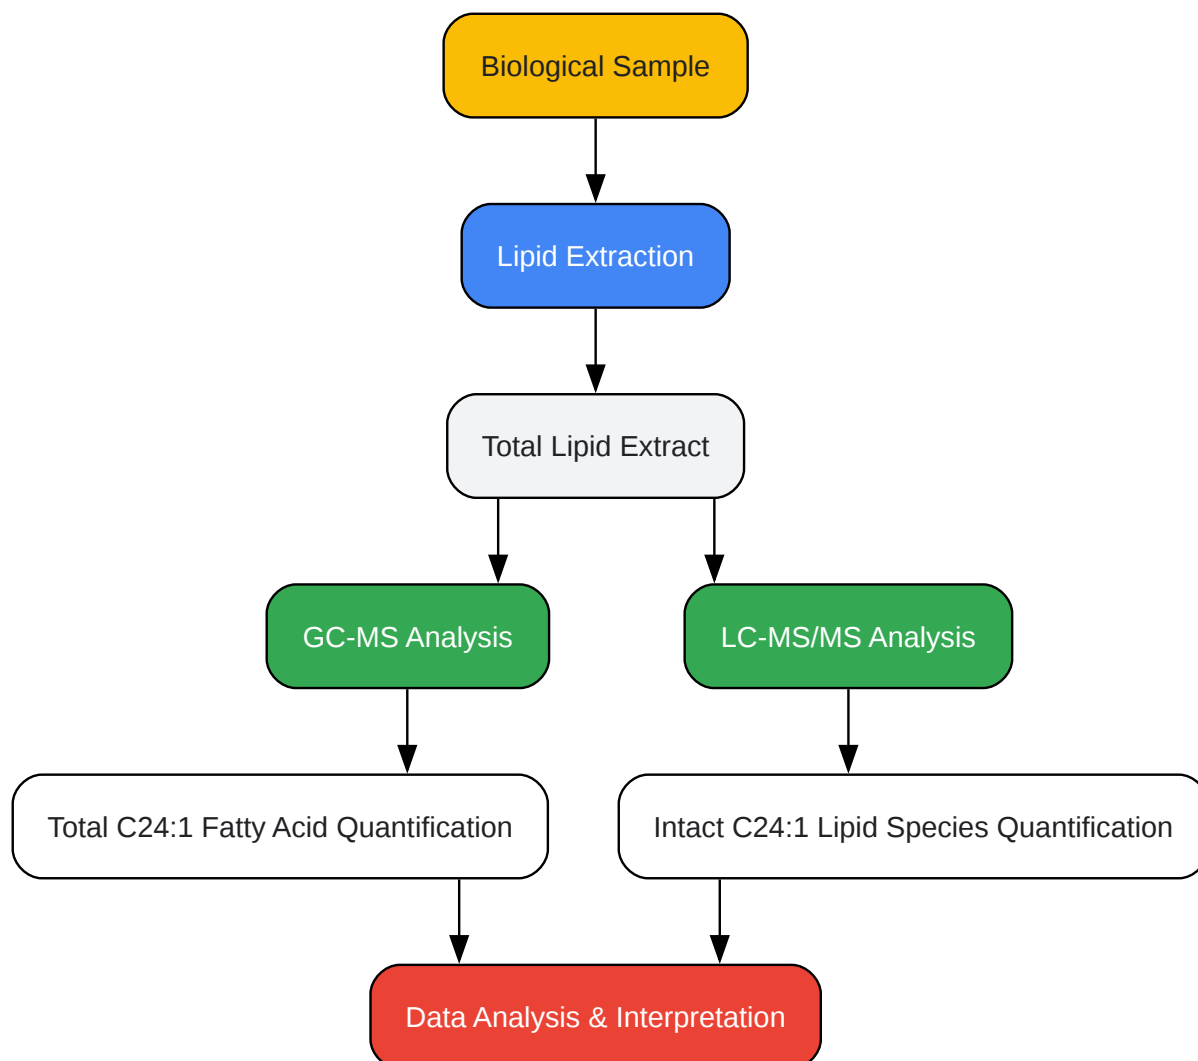 Biological Sample
Lipid Extraction
Total Lipid Extract
GC-MS Analysis
LC-MS/MS Analysis
Total C24:1 Fatty Acid Quantification
Intact C24:1 Lipid Species Quantification
Data Analysis & Interpretation